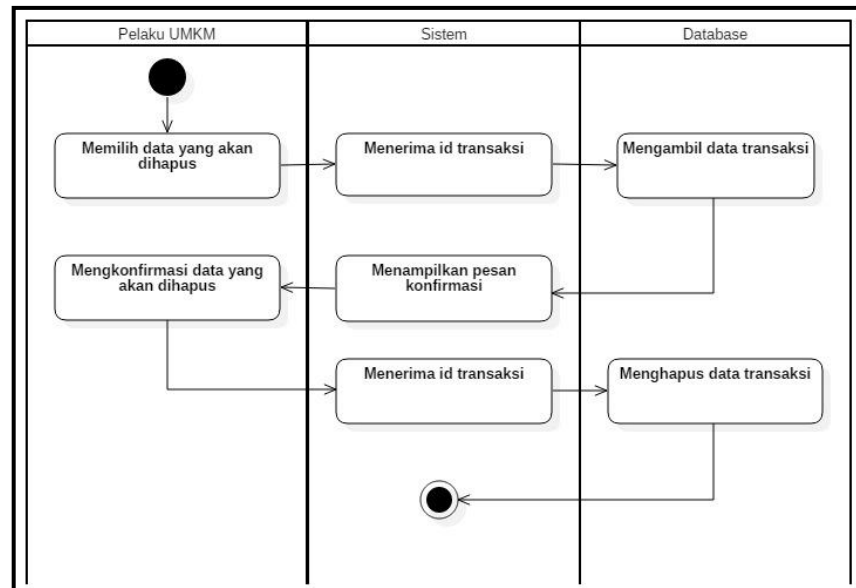 Pelaku UMKM
Sistem
Database
Memilih data yang akan
dihapus
Menerima id transaksi
Mengambil data transaksi
Mengkonfirmasi data yang
akan dihapus
Menampilkan pesan
konfirmasi
Menerima id transaksi
Menghapus data transaksi